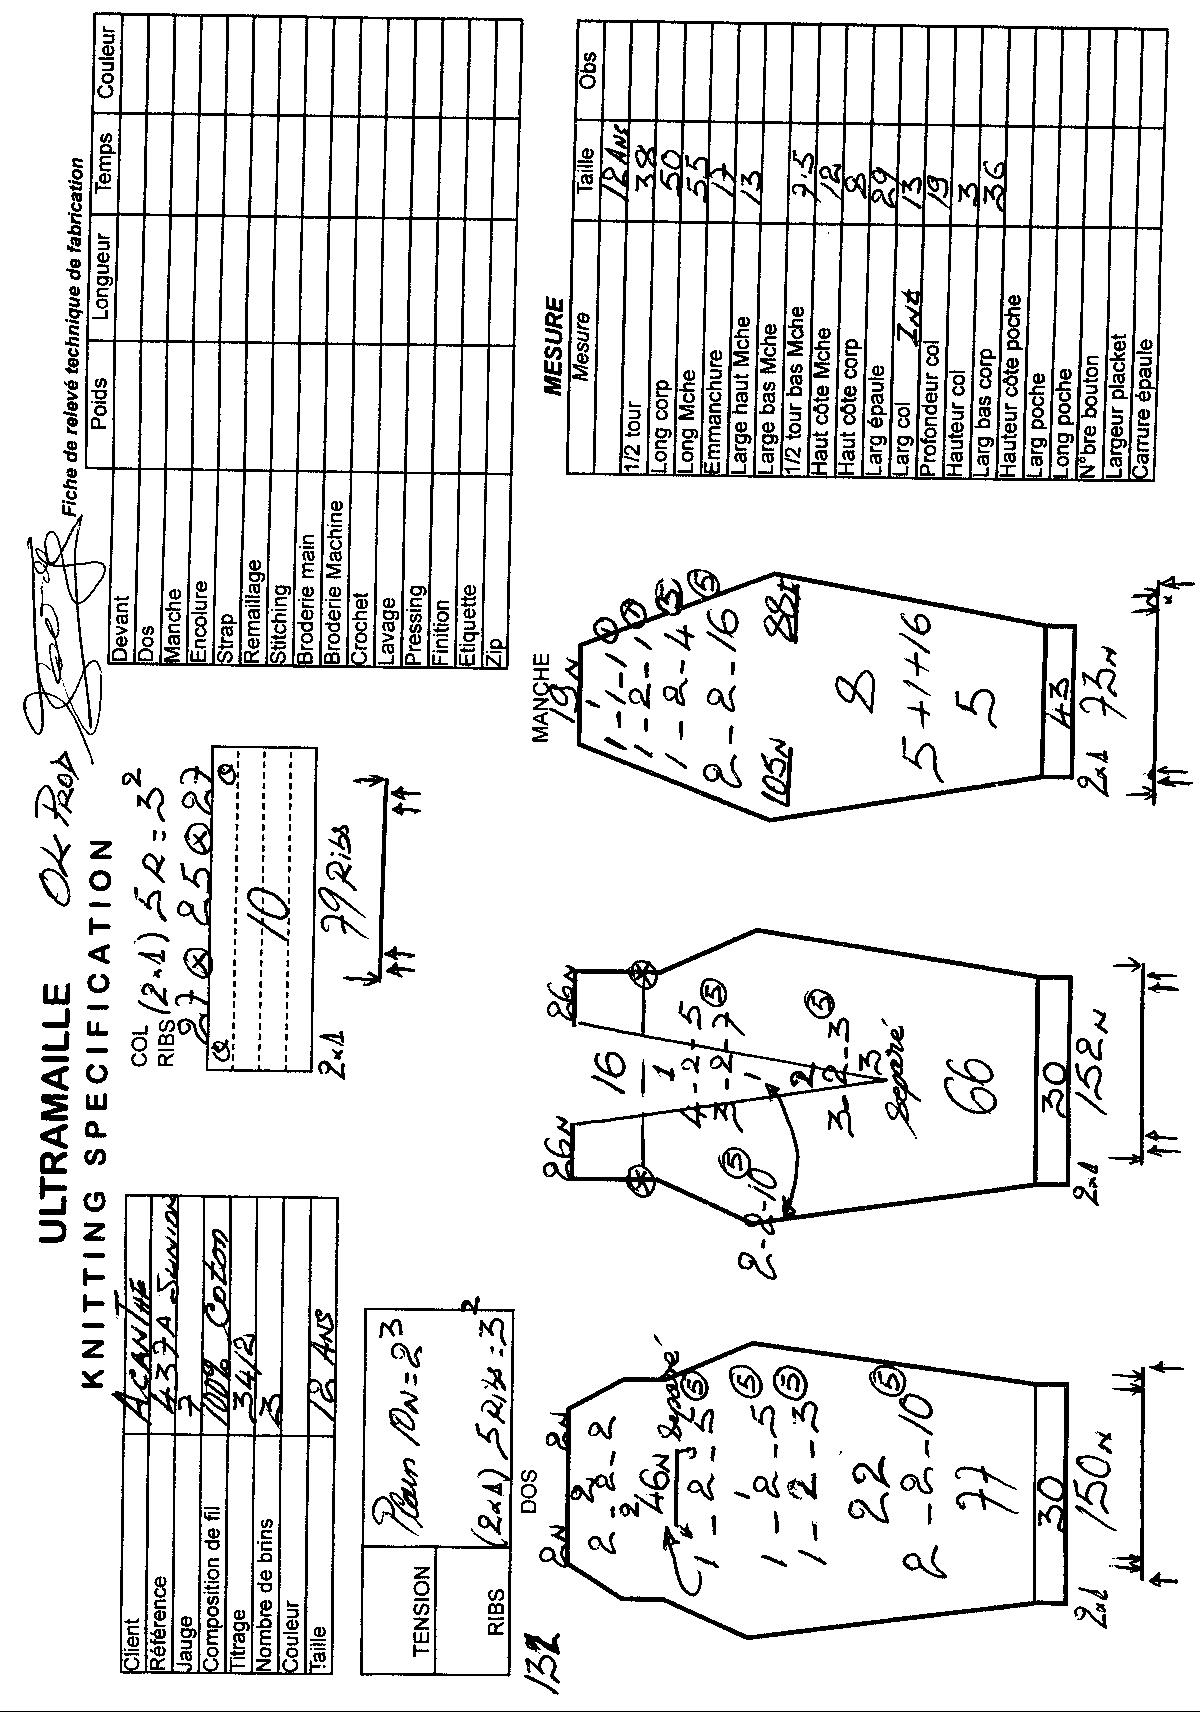 ULTRAMAILLE OK PROD
KNITTING SPECIFICATION
Client ACANTHE
Référence 437A SUNION
Jauge 7
Composition de fil 100% Coton
Titrage 34/2
Nombre de brins 3
Couleur
Taille 12 ANS
TENSION Plain 10N = 2³
RIBS (2x1) 5 Ribs = 3²
COL
RIBS (2x1) 5R = 3²
27 ⊗ 25 ⊗ 27
10
2x1 79 Ribs
Fiche de relevé technique de fabrication
Poids Longueur Temps Couleur
Devant
Dos
Manche
Encolure
Strap
Remaillage
Stitching
Broderie main
Broderie Machine
Crochet
Lavage
Pressing
Finition
Etiquette
Zip
132
DOS
2N 2N
2
2-2-2
2
46N Separé
1-2-5 ⑤
1
1-2-5 ⑤
1-2-3 ⑤
22
2-2-10 ⑤
77
30
2x1 150N
26N 26N
16
1
4-2-5
3-2-7 ⑤
1
2-2-10 ⑤
2
3-2-3 ⑤
3
Separé
66
30
2x1 152N
MANCHE
19N
1
1-1-1
1-2-1
1-2-4 ⑤
2-2-16 ⑤
105N 88I
8
5+1+16
5
43
2x1 73N
MESURE
Mesure Taille Obs
12 ANS
1/2 tour 38
Long corp 50
Long Mche 55
Emmanchure 17
Large haut Mche 13
Large bas Mche
1/2 tour bas Mche 7.5
Haut côte Mche 12
Haut côte corp 8
Larg épaule 29
Larg col Int 13
Profondeur col 19
Hauteur col 3
Larg bas corp 36
Hauteur côte poche
Larg poche
Long poche
N°bre bouton
Largeur placket
Carrure épaule